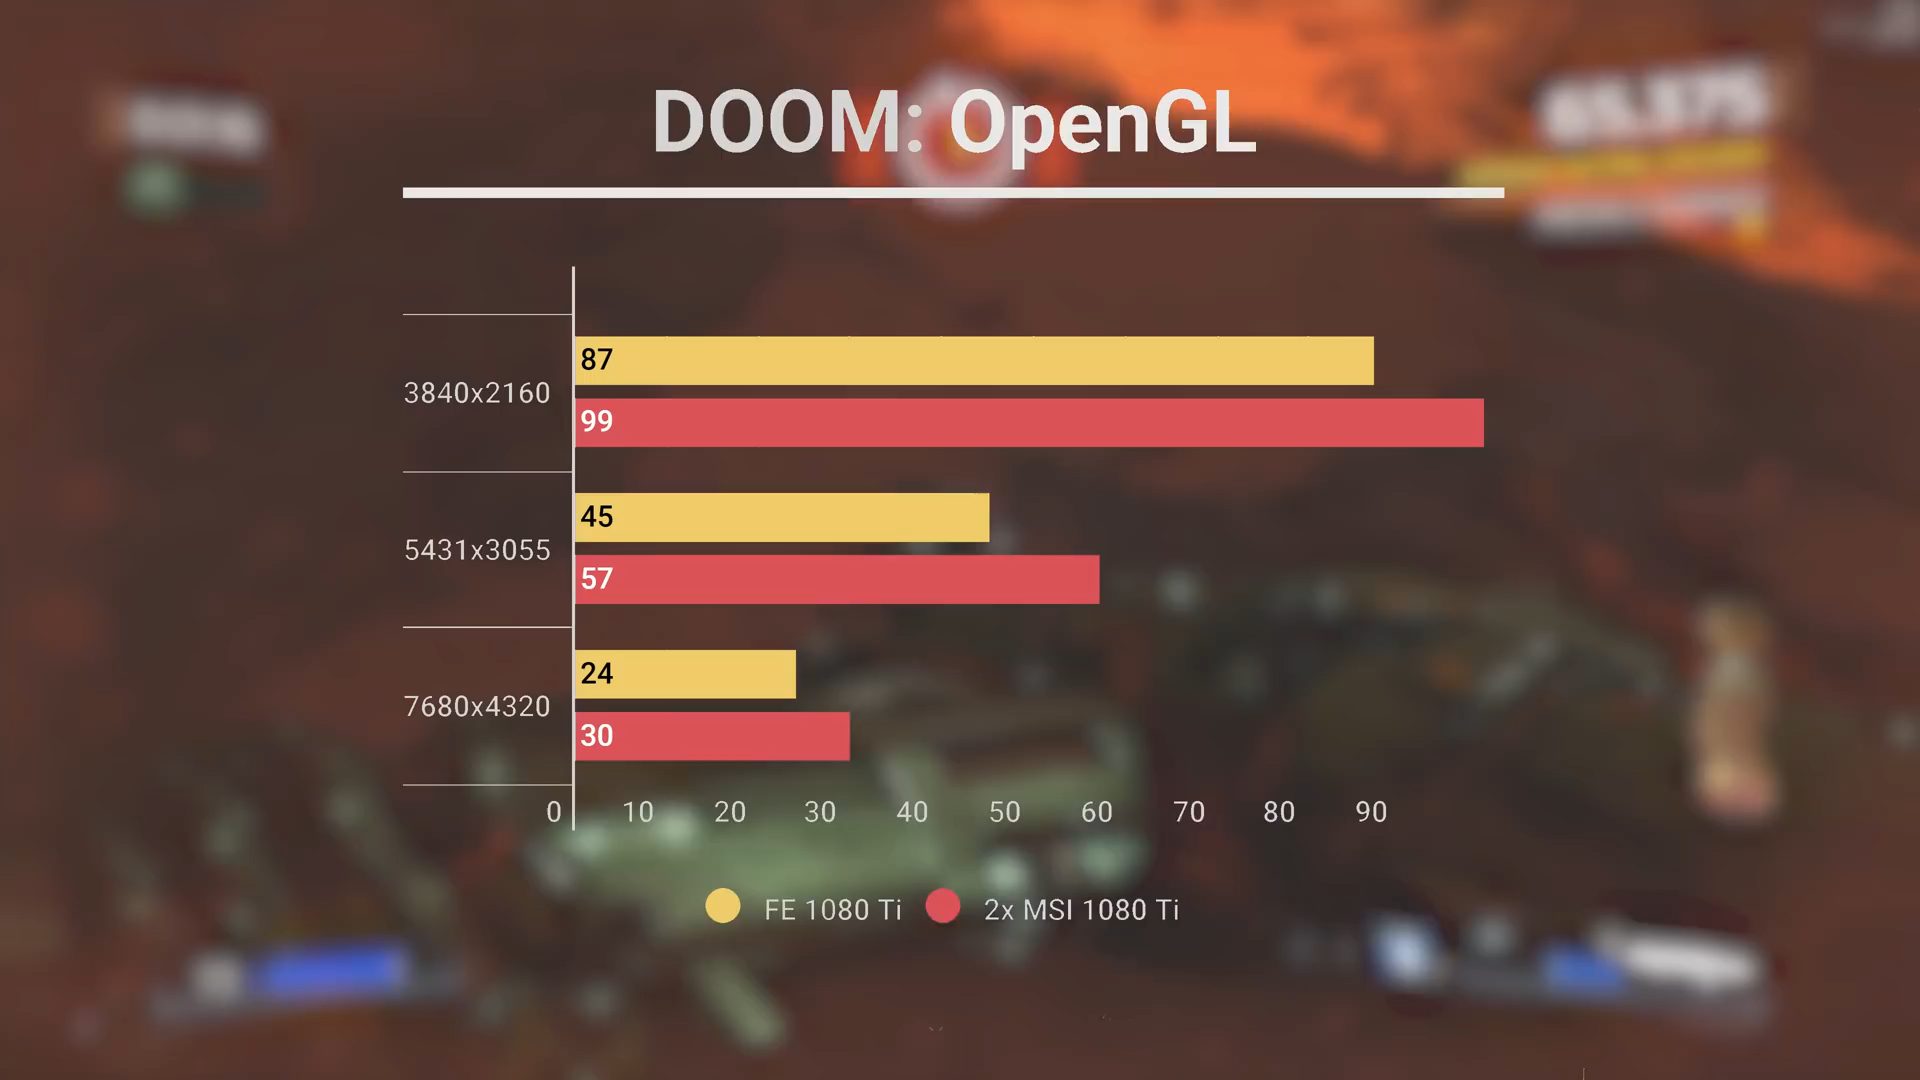 DOOM: OpenGL
3840x2160
87
99
5431x3055
45
57
7680x4320
24
30
0 10 20 30 40 50 60 70 80 90
FE 1080 Ti 2x MSI 1080 Ti